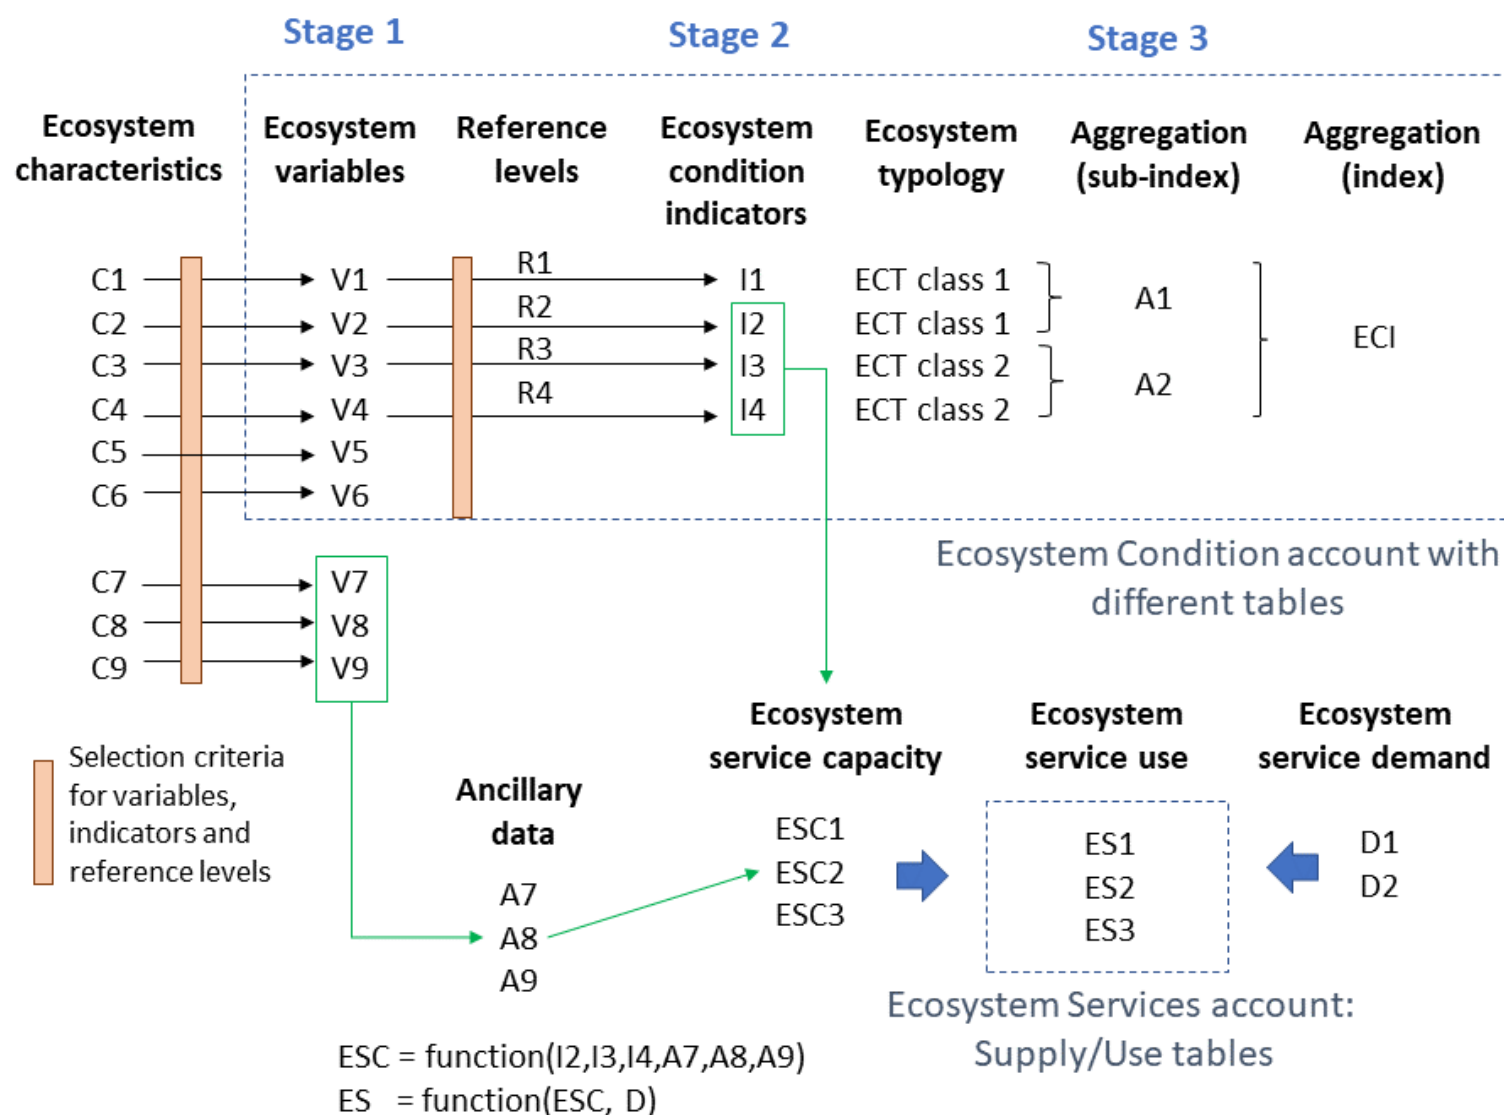 Stage 1
Stage 2
Stage 3
Ecosystem
characteristics
Ecosystem
variables
Reference
levels
Ecosystem
condition
indicators
Ecosystem
typology
Aggregation
(sub-index)
Aggregation
(index)
C1
V1
R1
I1
ECT class 1
C2
V2
R2
I2
ECT class 1
A1
C3
V3
R3
I3
ECT class 2
ECI
C4
V4
R4
I4
ECT class 2
A2
C5
V5
C6
V6
Ecosystem Condition account with
different tables
C7
V7
C8
V8
C9
V9
Selection criteria
for variables,
indicators and
reference levels
Ancillary
data
A7
A8
A9
Ecosystem
service capacity
ESC1
ESC2
ESC3
Ecosystem
service use
ES1
ES2
ES3
Ecosystem
service demand
D1
D2
Ecosystem Services account:
Supply/Use tables
ESC = function(I2,I3,I4,A7,A8,A9)
ES = function(ESC, D)